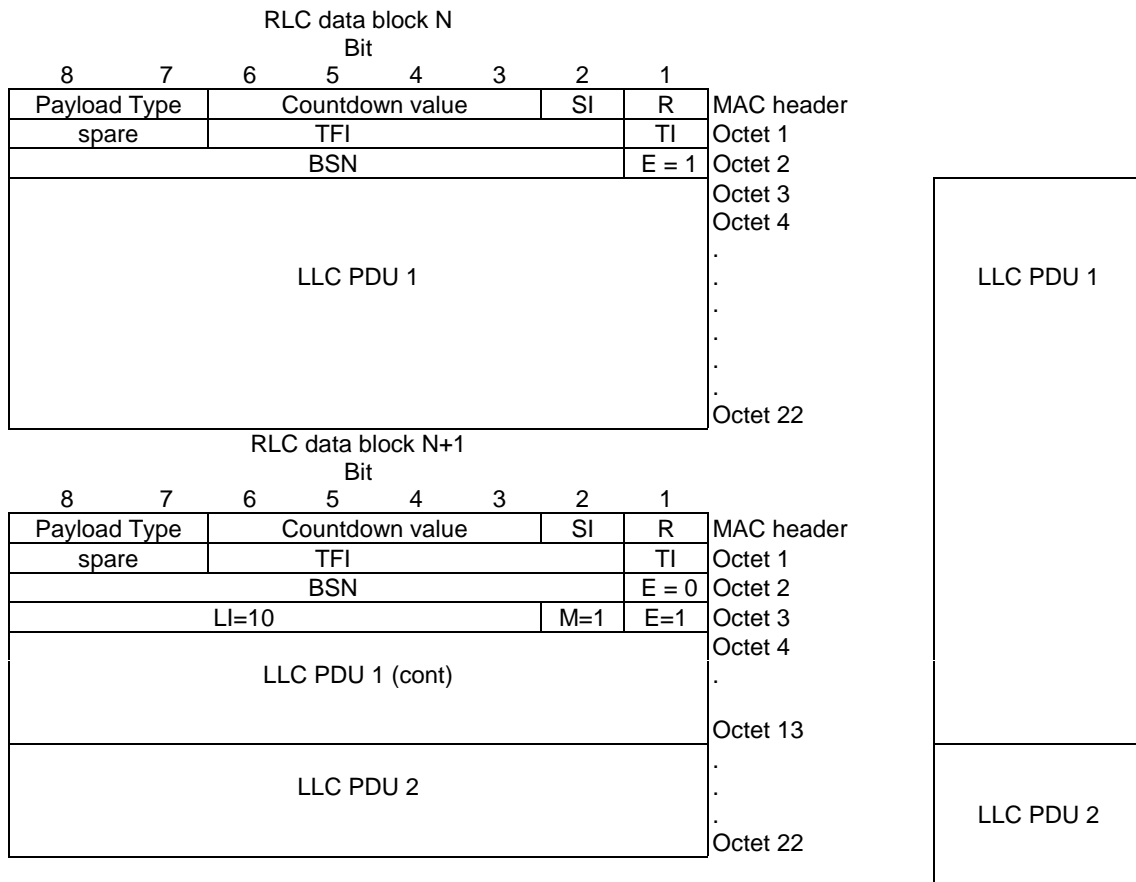 RLC data block N
Bit
8 7 6 5 4 3 2 1
Payload Type Countdown value SI R MAC header
spare TFI TI Octet 1
BSN E = 1 Octet 2
Octet 3
Octet 4
.
LLC PDU 1 . LLC PDU 1
.
.
.
.
Octet 22
RLC data block N+1
Bit
8 7 6 5 4 3 2 1
Payload Type Countdown value SI R MAC header
spare TFI TI Octet 1
BSN E = 0 Octet 2
LI=10 M=1 E=1 Octet 3
Octet 4
LLC PDU 1 (cont) .
Octet 13
.
LLC PDU 2 .
. LLC PDU 2
Octet 22